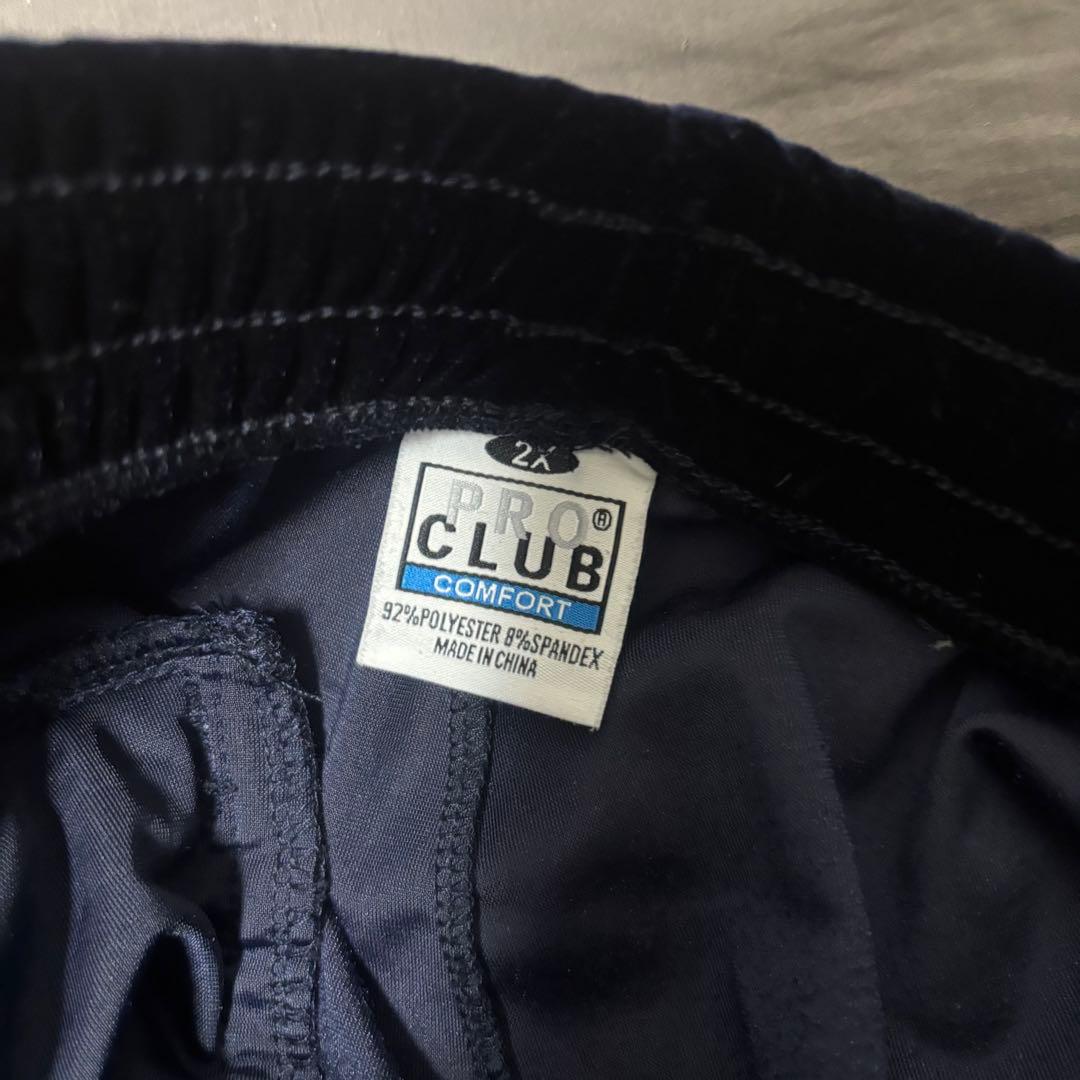 2X
PRO®
CLUB
COMFORT
92%POLYESTER 8%SPANDEX
MADE IN CHINA